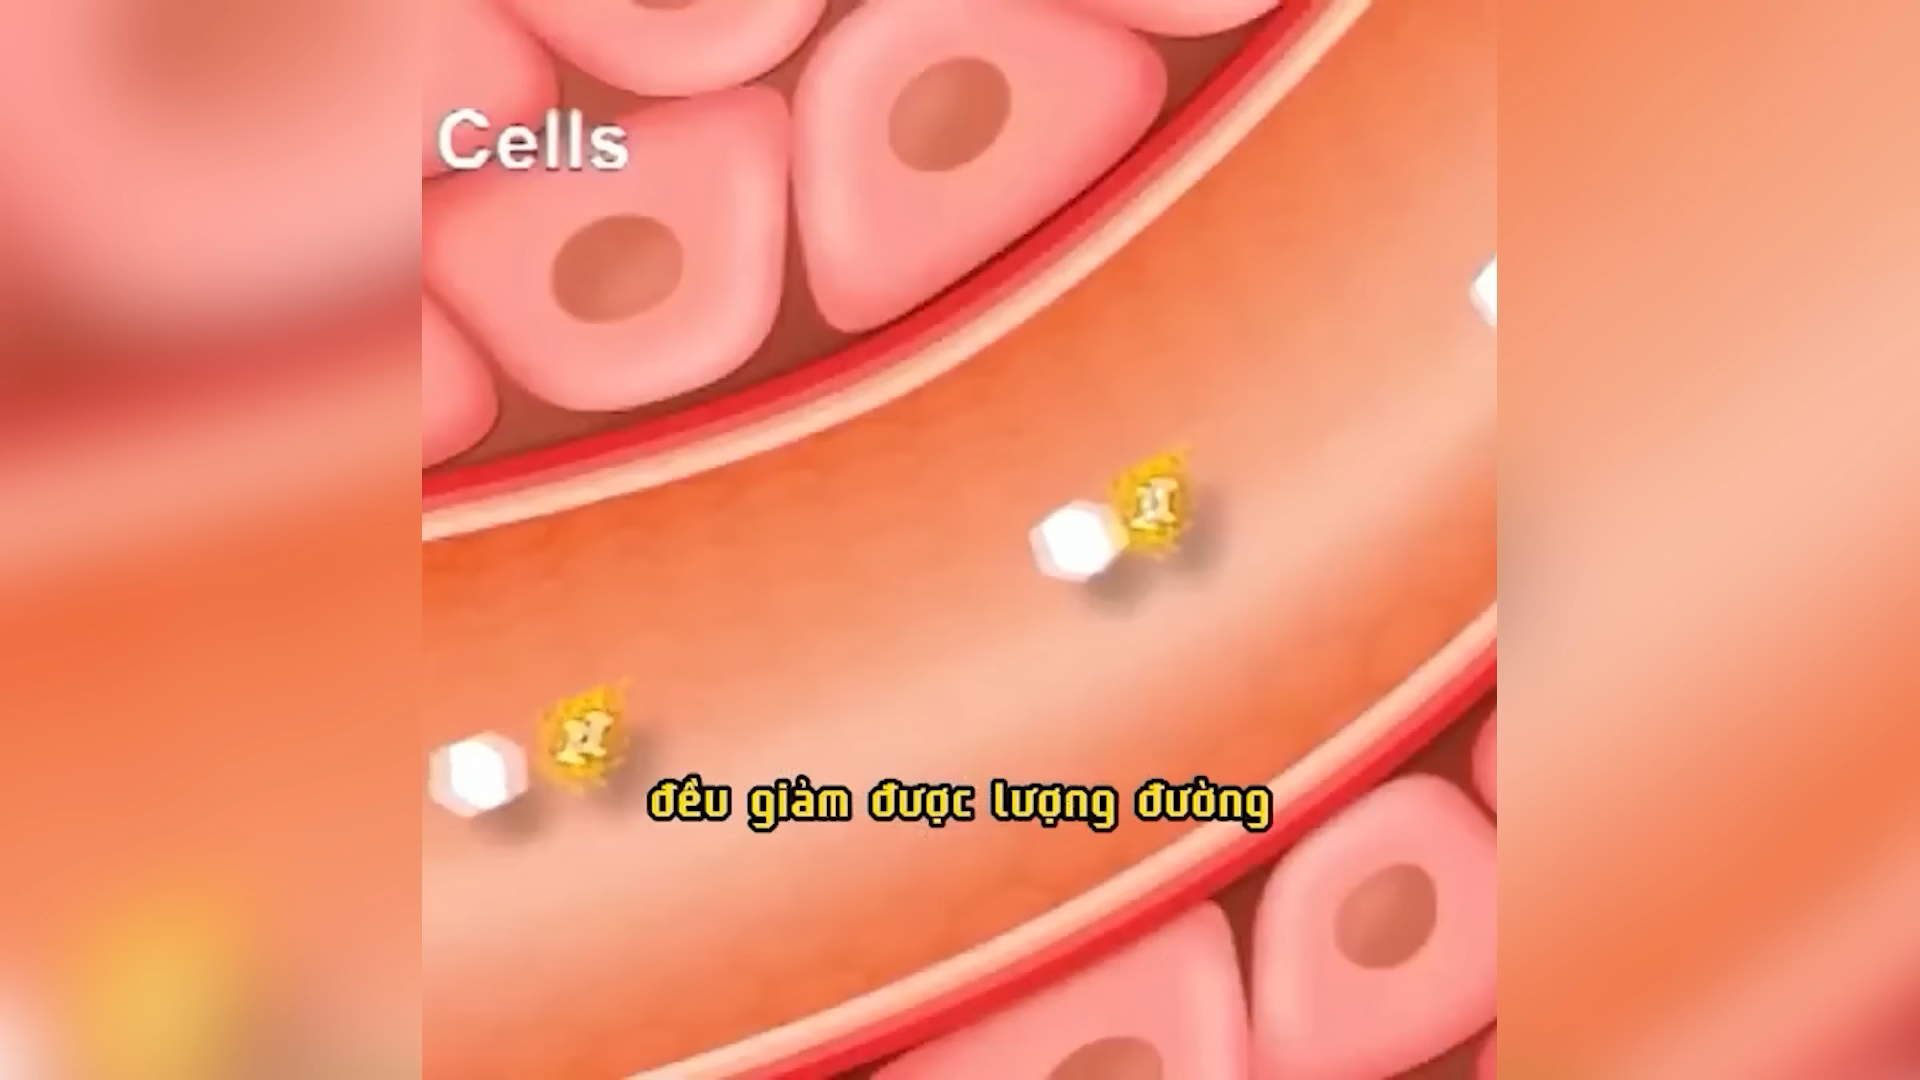 Cells
đều giảm được lượng đường